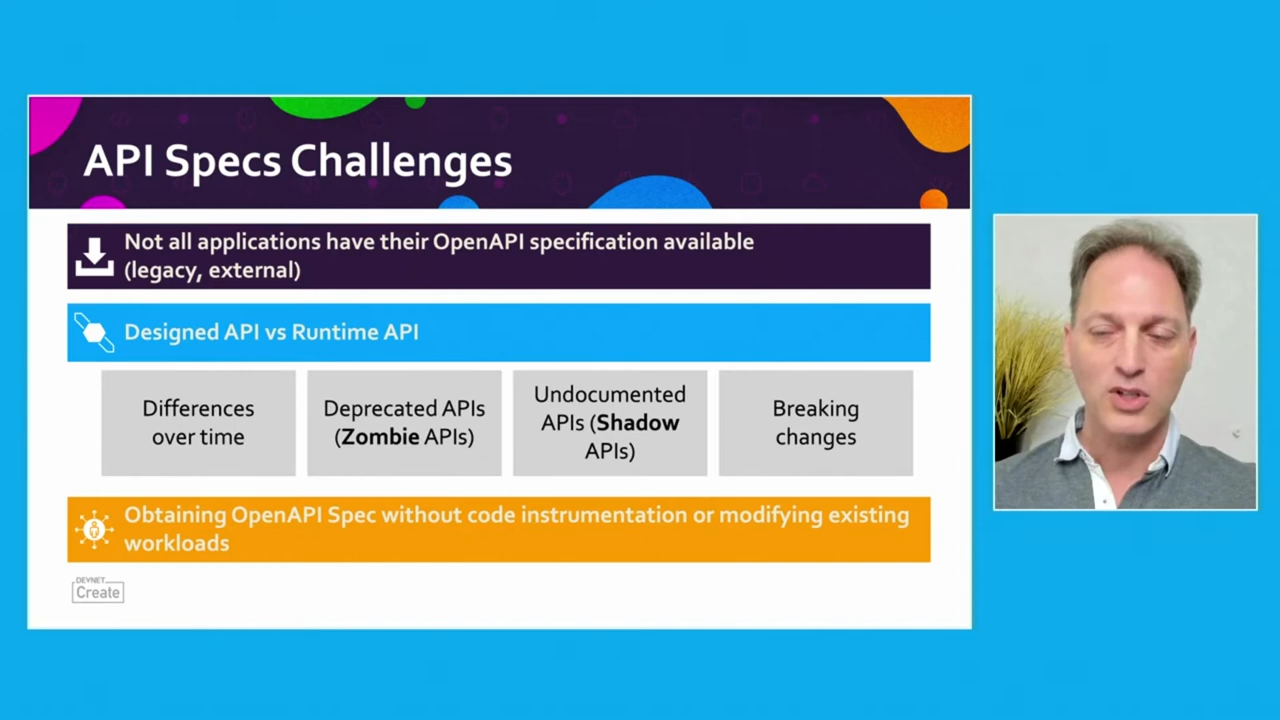 API Specs Challenges
Not all applications have their OpenAPI specification available
(legacy, external)
Designed API vs Runtime API
Differences
over time
Deprecated APIs
(Zombie APIs)
Undocumented
APIs (Shadow
APIs)
Breaking
changes
Obtaining OpenAPI Spec without code instrumentation or modifying existing
workloads
DEVNET
Create